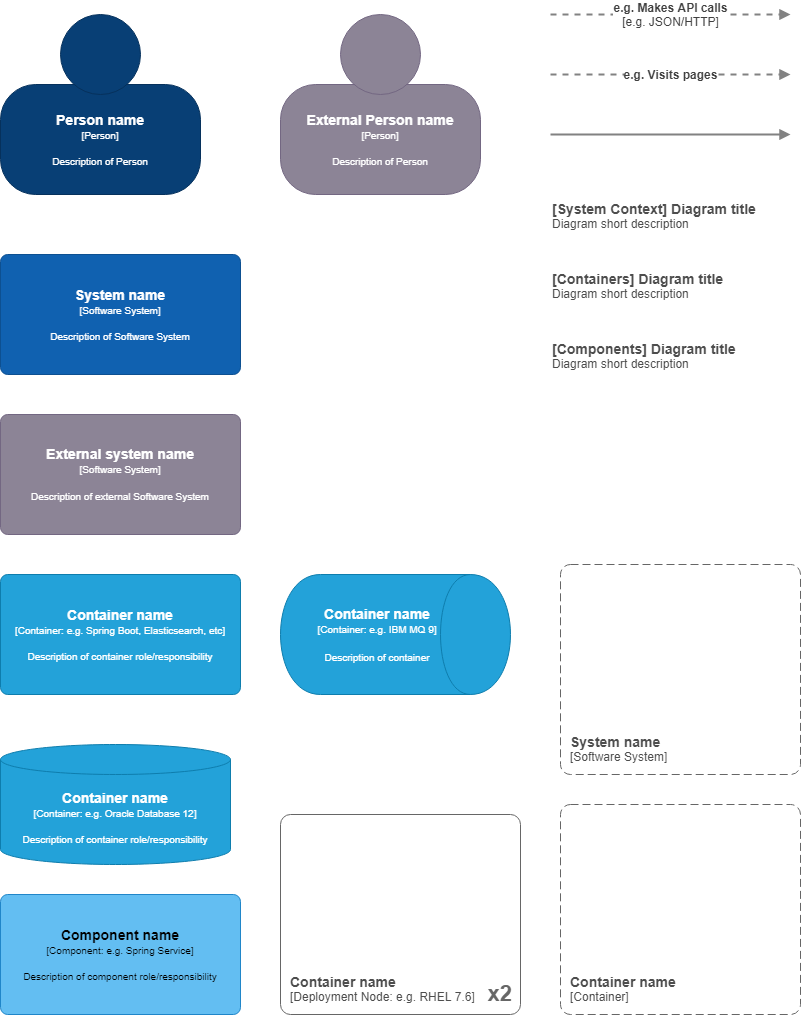 e.g. Makes API calls
[e.g. JSON/HTTP]
e.g. Visits pages
Person name
[Person]
Description of Person
External Person name
[Person]
Description of Person
[System Context] Diagram title
Diagram short description
[Containers] Diagram title
Diagram short description
[Components] Diagram title
Diagram short description
System name
[Software System]
Description of Software System
External system name
[Software System]
Description of external Software System
Container name
[Container: e.g. Spring Boot, Elasticsearch, etc]
Description of container role/responsibility
Container name
[Container: e.g. IBM MQ 9]
Description of container
System name
[Software System]
Container name
[Container: e.g. Oracle Database 12]
Description of container role/responsibility
Component name
[Component: e.g. Spring Service]
Description of component role/responsibility
Container name
[Deployment Node: e.g. RHEL 7.6]
x2
Container name
[Container]